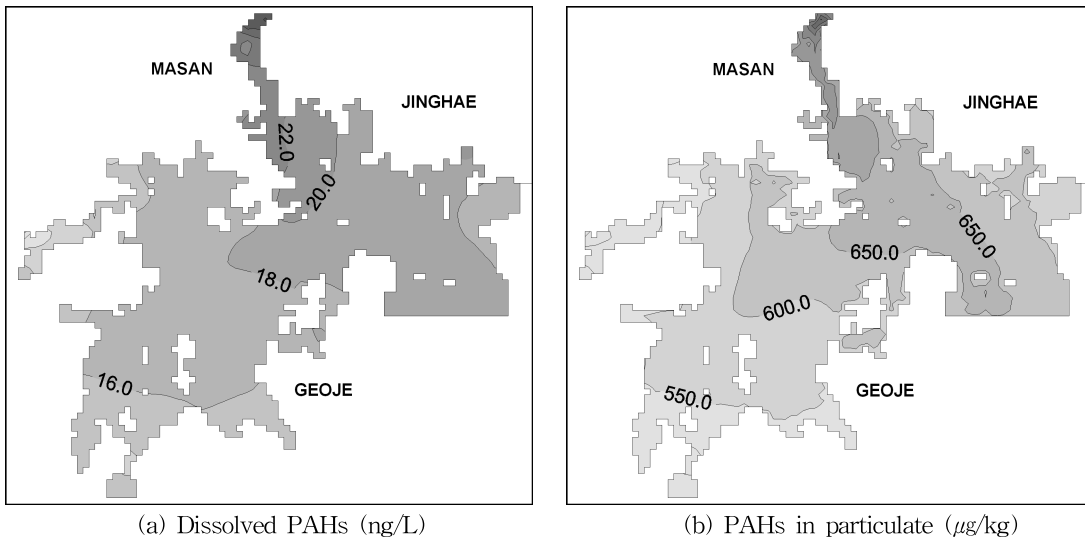 MASAN
JINGHAE
22.0
20.0
18.0
16.0
GEOJE
(a) Dissolved PAHs (ng/L)
MASAN
JINGHAE
650.0
650.0
600.0
550.0
GEOJE
(b) PAHs in particulate (μg/kg)